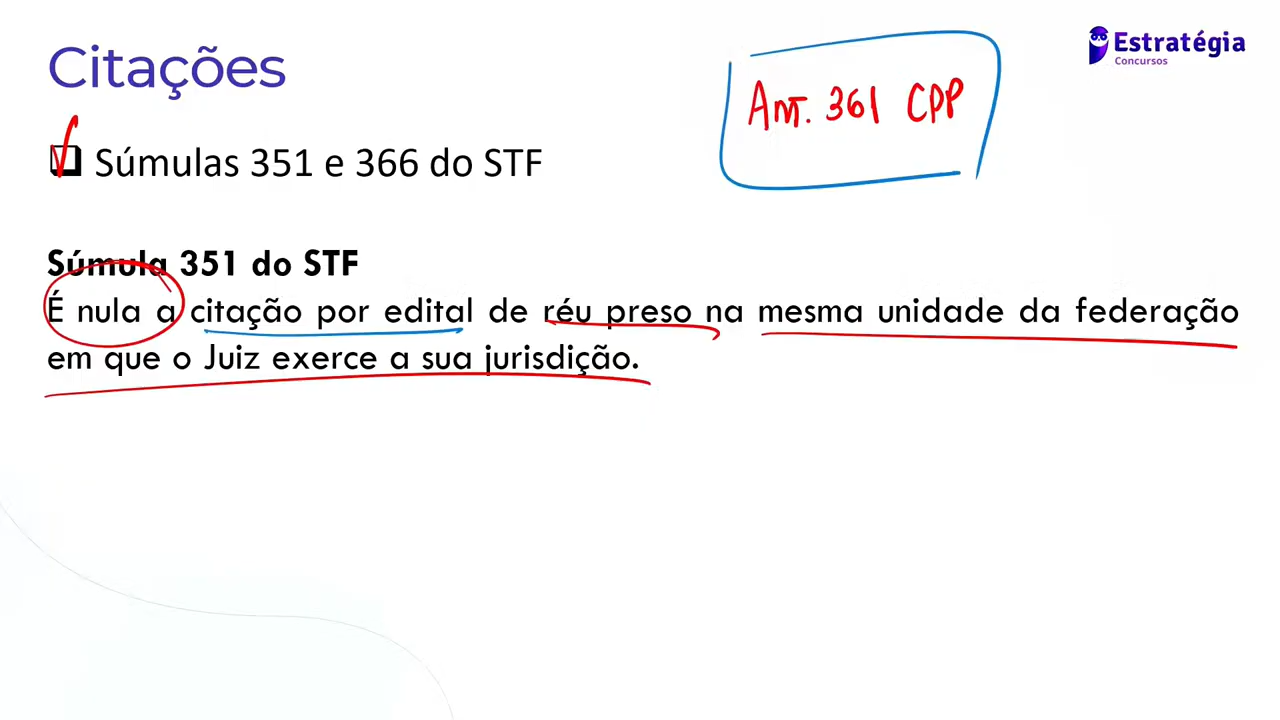 Citações
Estratégia
Concursos
Art. 361 CPP
Súmulas 351 e 366 do STF
Súmula 351 do STF
É nula a citação por edital de réu preso na mesma unidade da federação
em que o Juiz exerce a sua jurisdição.